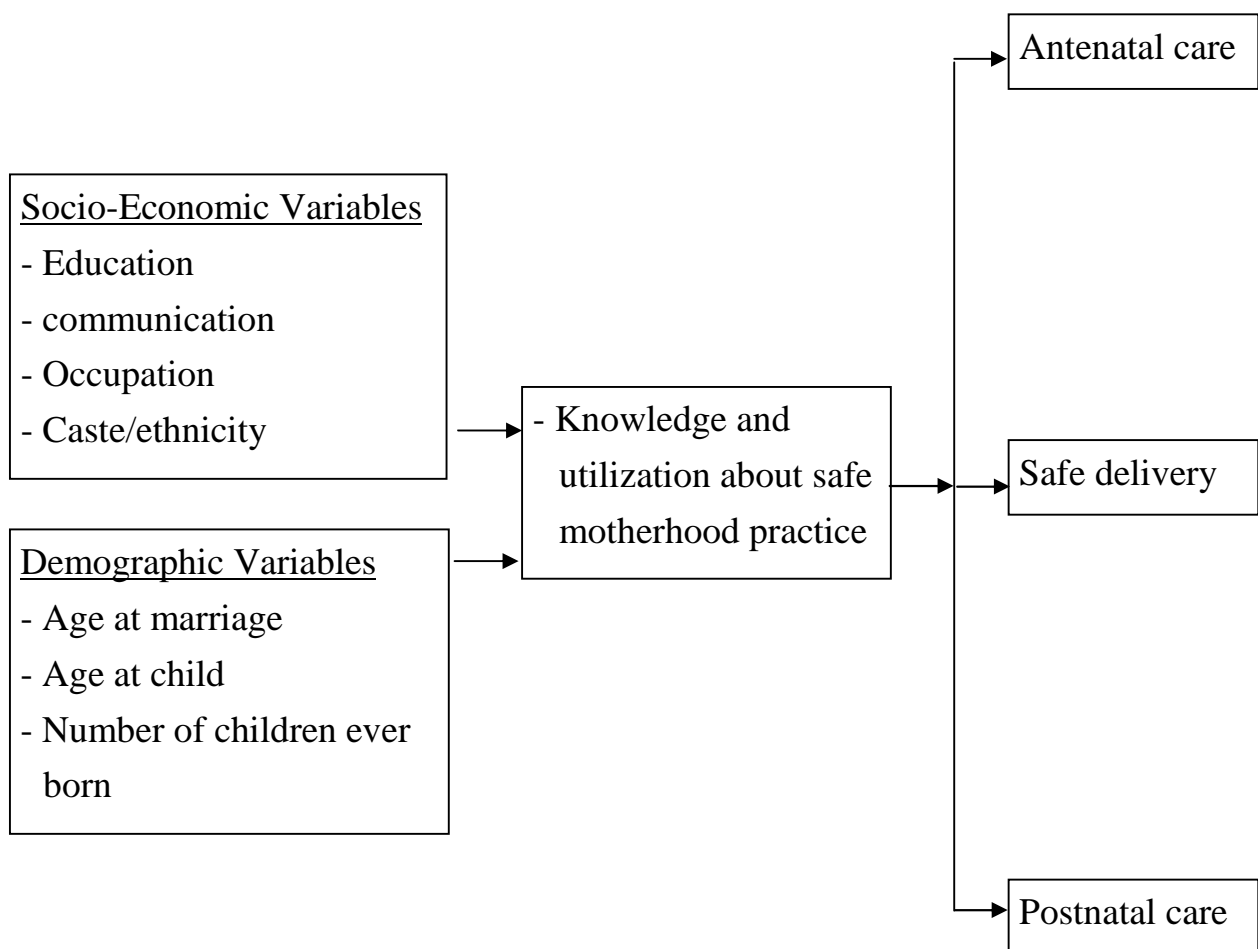 Socio-Economic Variables
- Education
- communication
- Occupation
- Caste/ethnicity
Demographic Variables
- Age at marriage
- Age at child
- Number of children ever
born
- Knowledge and
utilization about safe
motherhood practice
Antenatal care
Safe delivery
Postnatal care